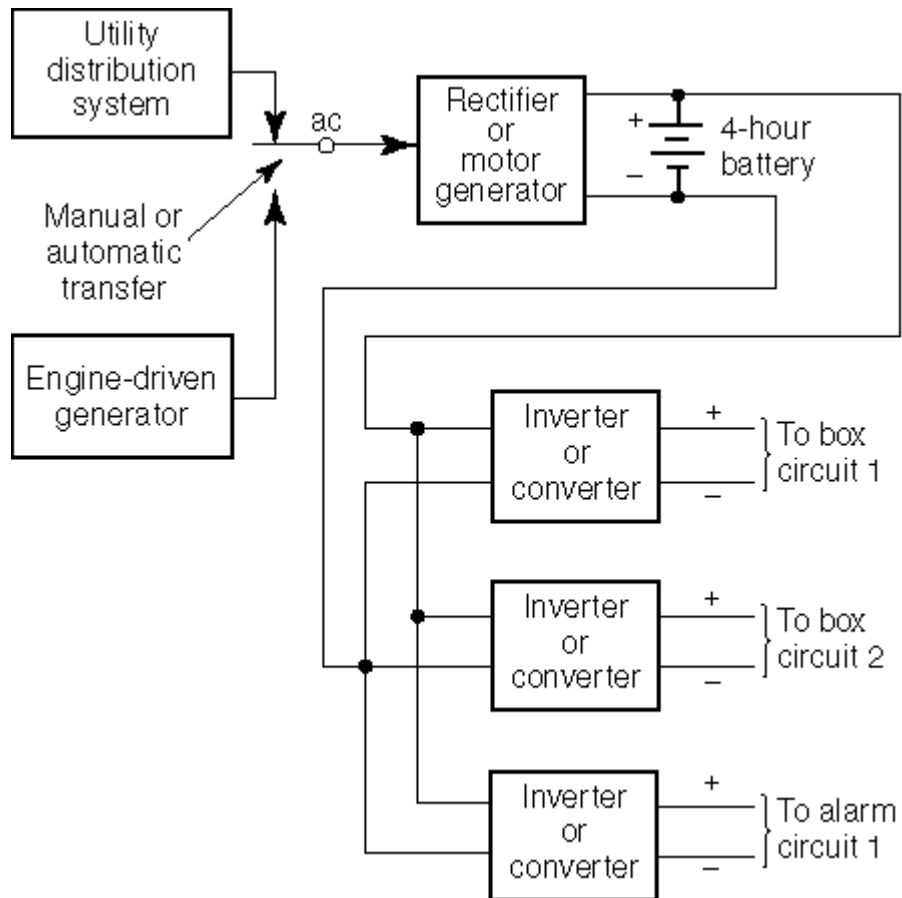 Utility
distribution
system
ac
Manual or
automatic
transfer
Engine-driven
generator
Rectifier
or
motor
generator
+
–
4-hour
battery
Inverter
or
converter
+
–
To box
circuit 1
Inverter
or
converter
+
–
To box
circuit 2
Inverter
or
converter
+
–
To alarm
circuit 1